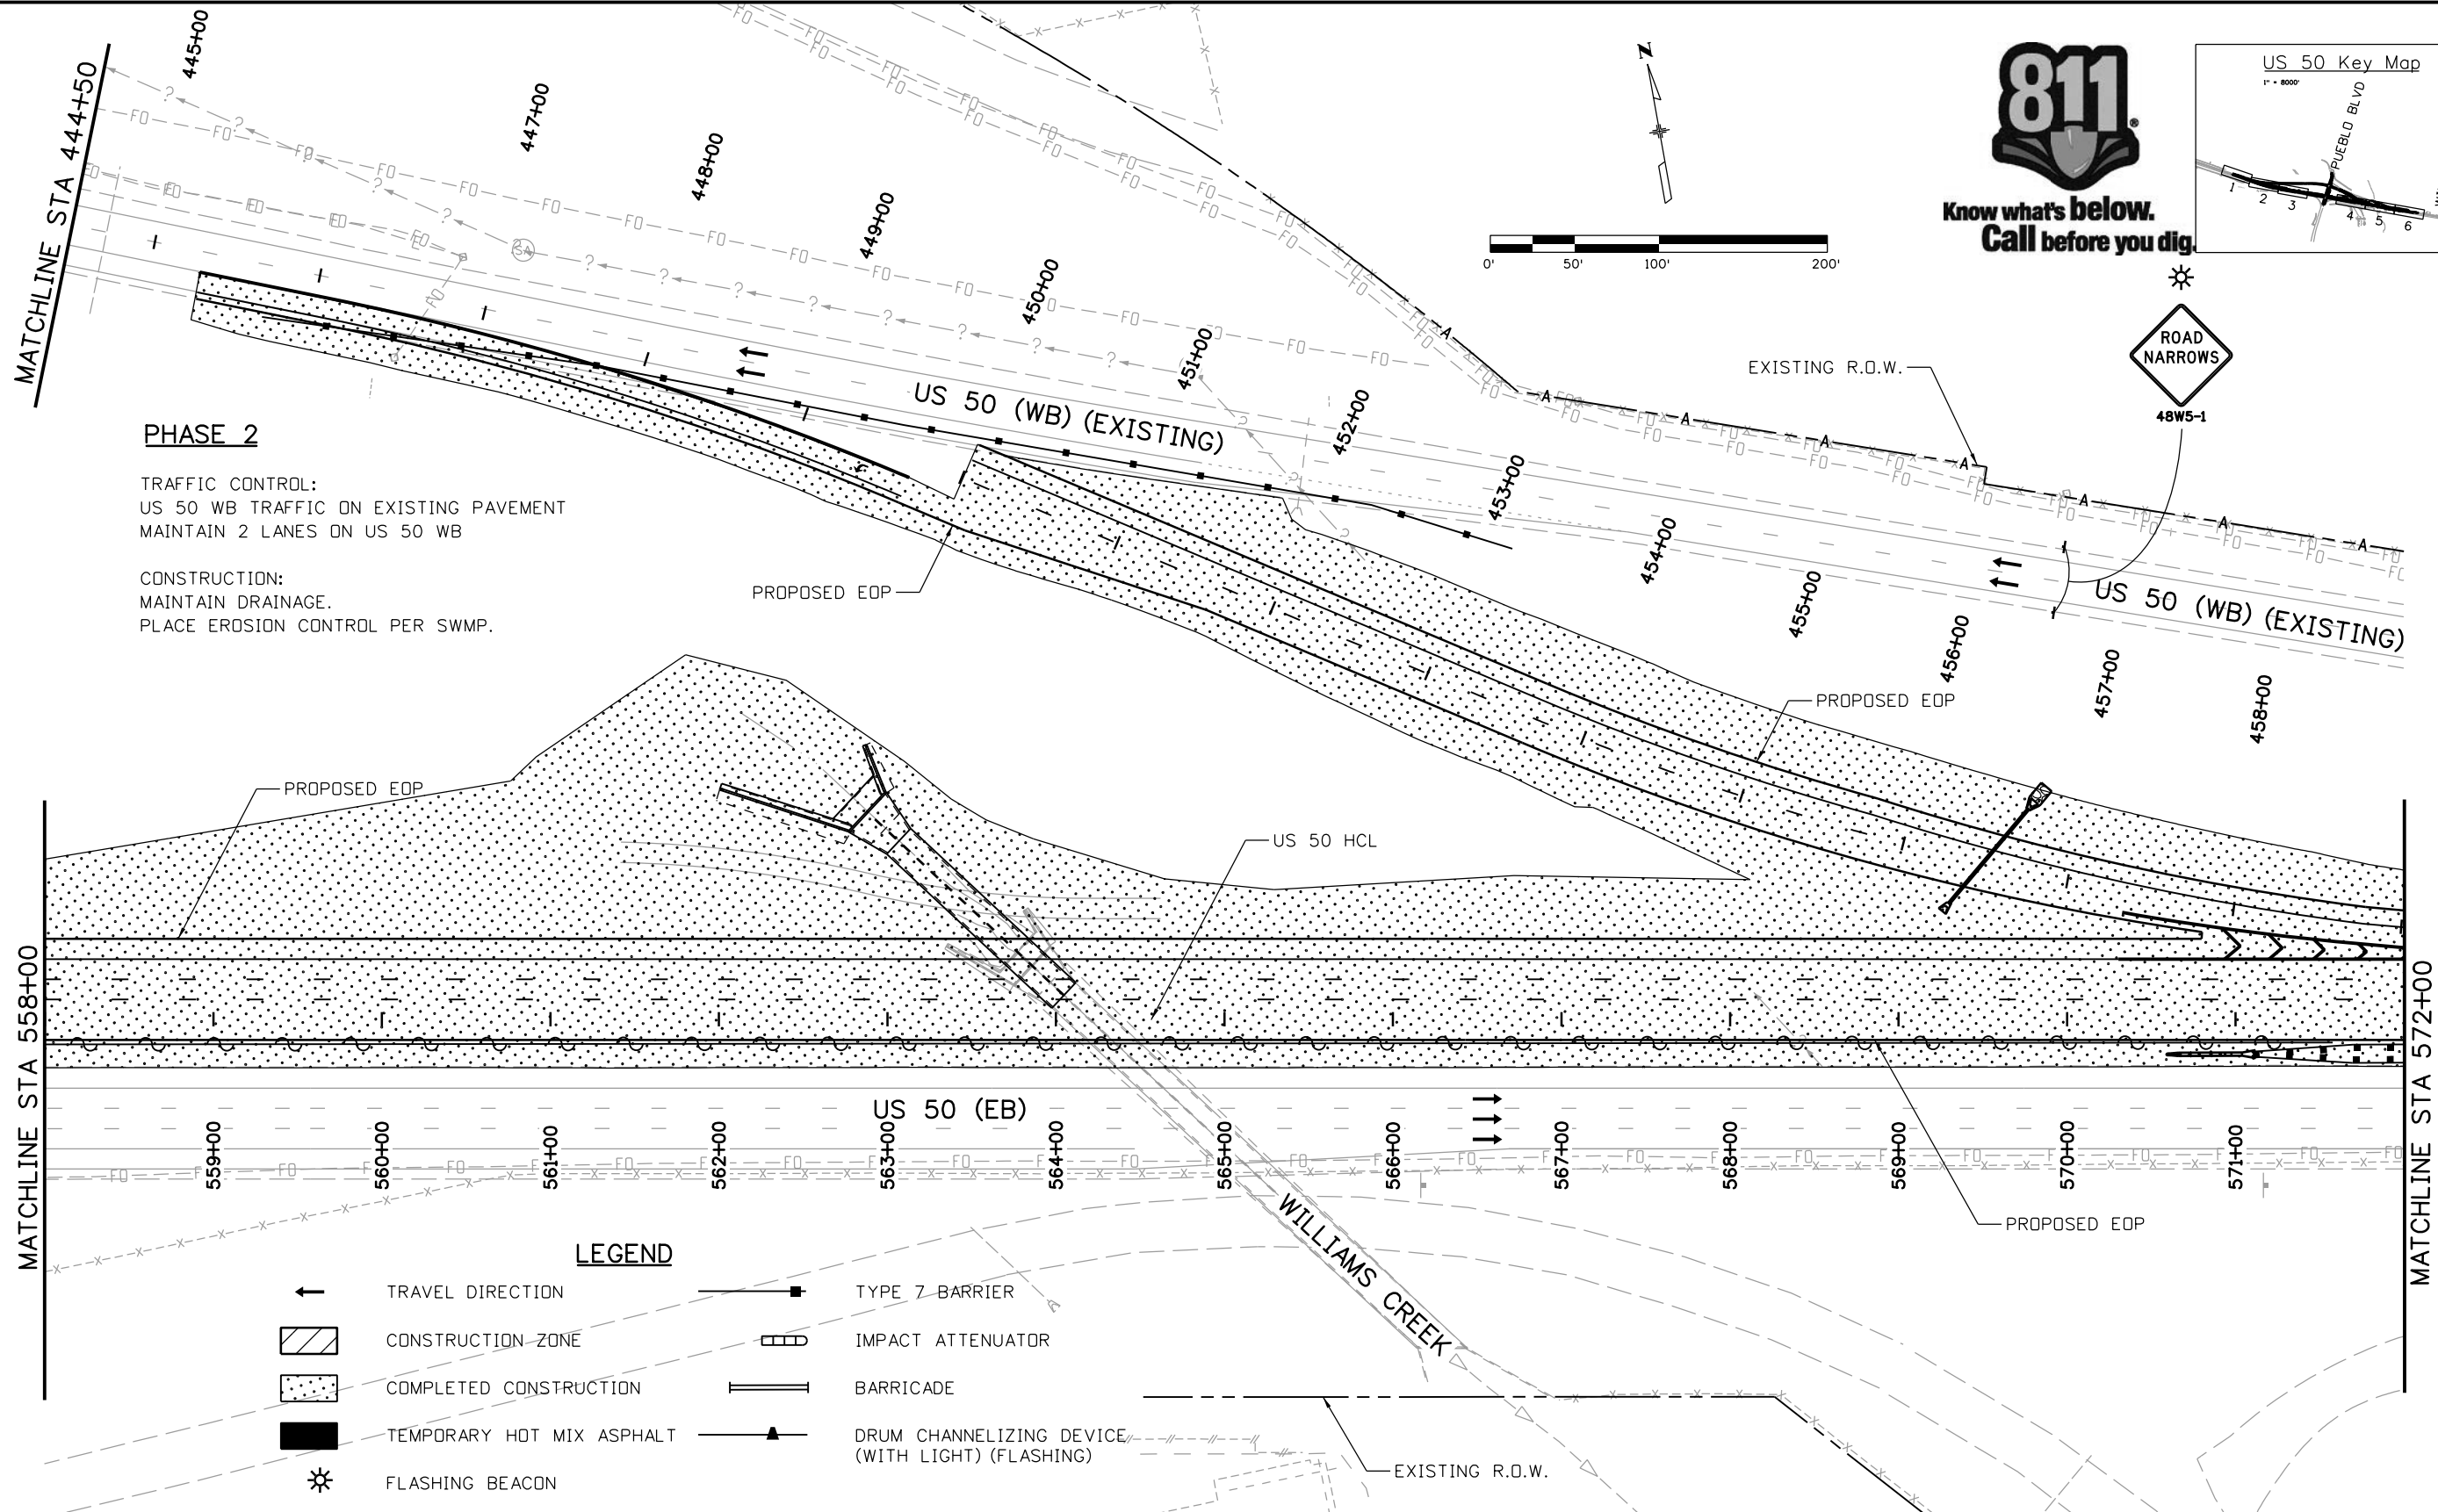 445+00
447+00
448+00
449+00
450+00
451+00
452+00
453+00
454+00
455+00
456+00
457+00
458+00
MATCHLINE STA 444+50
N
0' 50' 100' 200'
811®
Know what's below.
Call before you dig.
US 50 Key Map
1" = 8000'
PUEBLO BLVD
1 2 3 4 5 6
ROAD
NARROWS
48W5-1
EXISTING R.O.W.
US 50 (WB) (EXISTING)
US 50 (WB) (EXISTING)
PHASE 2
TRAFFIC CONTROL:
US 50 WB TRAFFIC ON EXISTING PAVEMENT
MAINTAIN 2 LANES ON US 50 WB
CONSTRUCTION:
MAINTAIN DRAINAGE.
PLACE EROSION CONTROL PER SWMP.
PROPOSED EOP
PROPOSED EOP
PROPOSED EOP
US 50 HCL
MATCHLINE STA 558+00
MATCHLINE STA 572+00
US 50 (EB)
559+00
560+00
561+00
562+00
563+00
564+00
565+00
566+00
567+00
568+00
569+00
570+00
571+00
WILLIAMS CREEK
PROPOSED EOP
LEGEND
TRAVEL DIRECTION
CONSTRUCTION ZONE
COMPLETED CONSTRUCTION
TEMPORARY HOT MIX ASPHALT
FLASHING BEACON
TYPE 7 BARRIER
IMPACT ATTENUATOR
BARRICADE
DRUM CHANNELIZING DEVICE
(WITH LIGHT) (FLASHING)
EXISTING R.O.W.